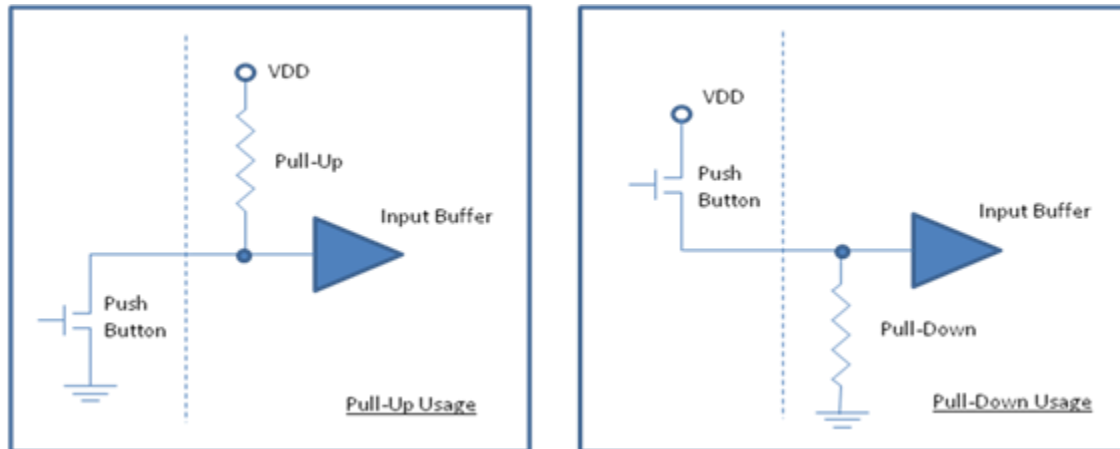 VDD
Pull-Up
Input Buffer
Push
Button
Pull-Up Usage
VDD
Push
Button
Input Buffer
Pull-Down
Pull-Down Usage